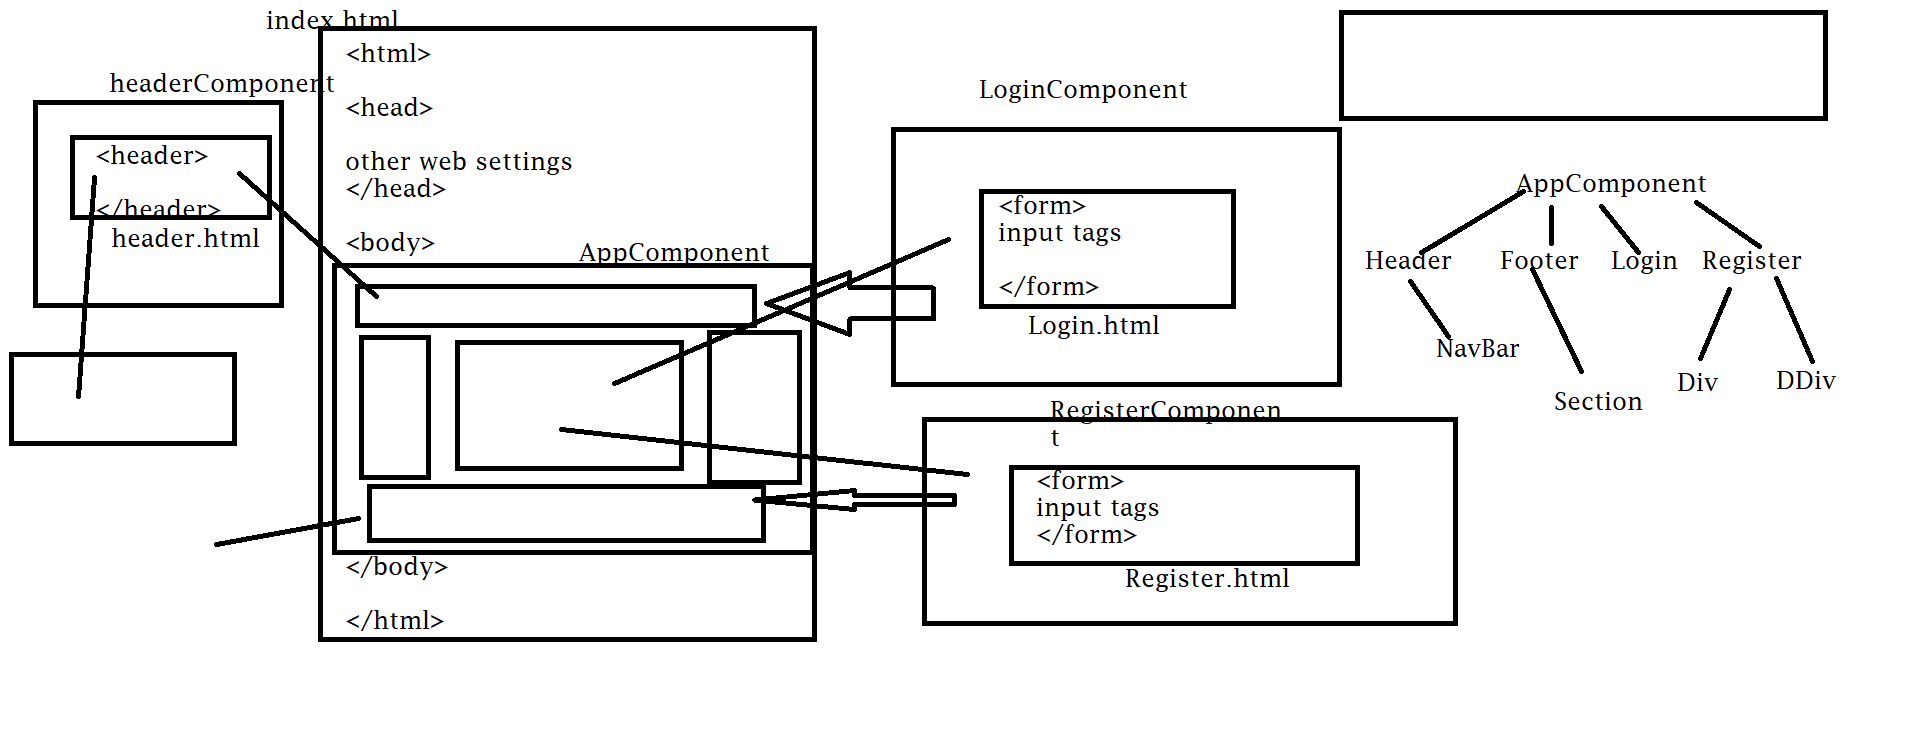 index.html
headerComponent
<header>
</header>
header.html
<html>
<head>
other web settings
</head>
<body>
AppComponent
</body>
</html>
LoginComponent
<form>
input tags
</form>
Login.html
RegisterComponen
t
<form>
input tags
</form>
Register.html
AppComponent
Header Footer Login Register
NavBar
Div DDiv
Section